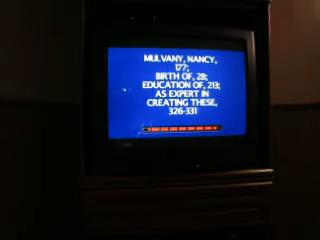 MULVANY, NANCY,
177;
BIRTH OF, 28;
EDUCATION OF, 213;
AS EXPERT IN
CREATING THESE,
326-331